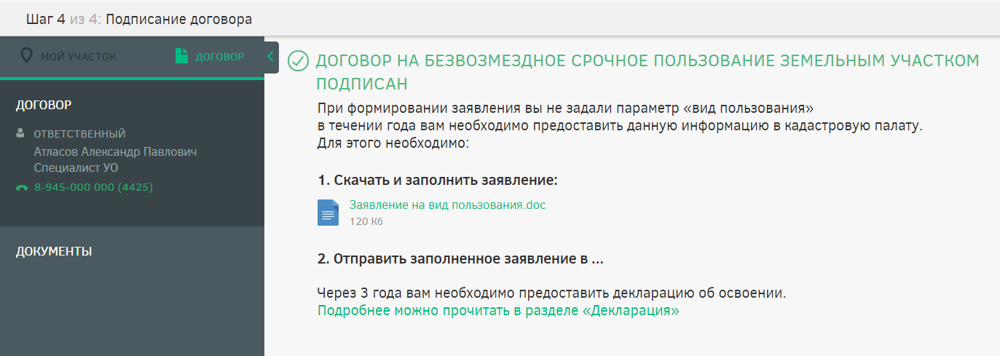 Шаг 4 из 4: Подписание договора
МОЙ УЧАСТОК
ДОГОВОР
ДОГОВОР
ОТВЕТСТВЕННЫЙ
Атласов Александр Павлович
Специалист УО
8-945-000 000 (4425)
ДОКУМЕНТЫ
ДОГОВОР НА БЕЗВОЗМЕЗДНОЕ СРОЧНОЕ ПОЛЬЗОВАНИЕ ЗЕМЕЛЬНЫМ УЧАСТКОМ
ПОДПИСАН
При формировании заявления вы не задали параметр «вид пользования»
в течении года вам необходимо предоставить данную информацию в кадастровую палату.
Для этого необходимо:
1. Скачать и заполнить заявление:
Заявление на вид пользования.doc
120 Кб
2. Отправить заполненное заявление в ...
Через 3 года вам необходимо предоставить декларацию об освоении.
Подробнее можно прочитать в разделе «Декларация»